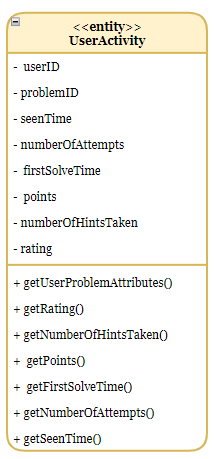 <<entity>>
UserActivity
- userID
- problemID
- seenTime
- numberOfAttempts
- firstSolveTime
- points
- numberOfHintsTaken
- rating
+ getUserProblemAttributes()
+ getRating()
+ getNumberOfHintsTaken()
+ getPoints()
+ getFirstSolveTime()
+ getNumberOfAttempts()
+ getSeenTime()